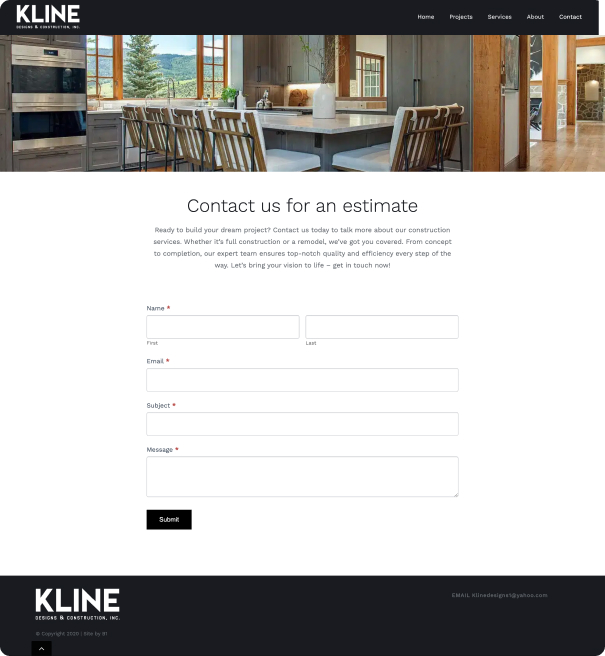 KLINE
DESIGNS & CONSTRUCTION, INC.
Home Projects Services About Contact
Contact us for an estimate
Ready to build your dream project? Contact us today to talk more about our construction
services. Whether it's full construction or a remodel, we've got you covered. From concept
to completion, our expert team ensures top-notch quality and efficiency every step of the
way. Let's bring your vision to life – get in touch now!
Name *
First Last
Email *
Subject *
Message *
Submit
KLINE
DESIGNS & CONSTRUCTION, INC.
EMAIL Klinedesigns1@yahoo.com
© Copyright 2020 | Site by